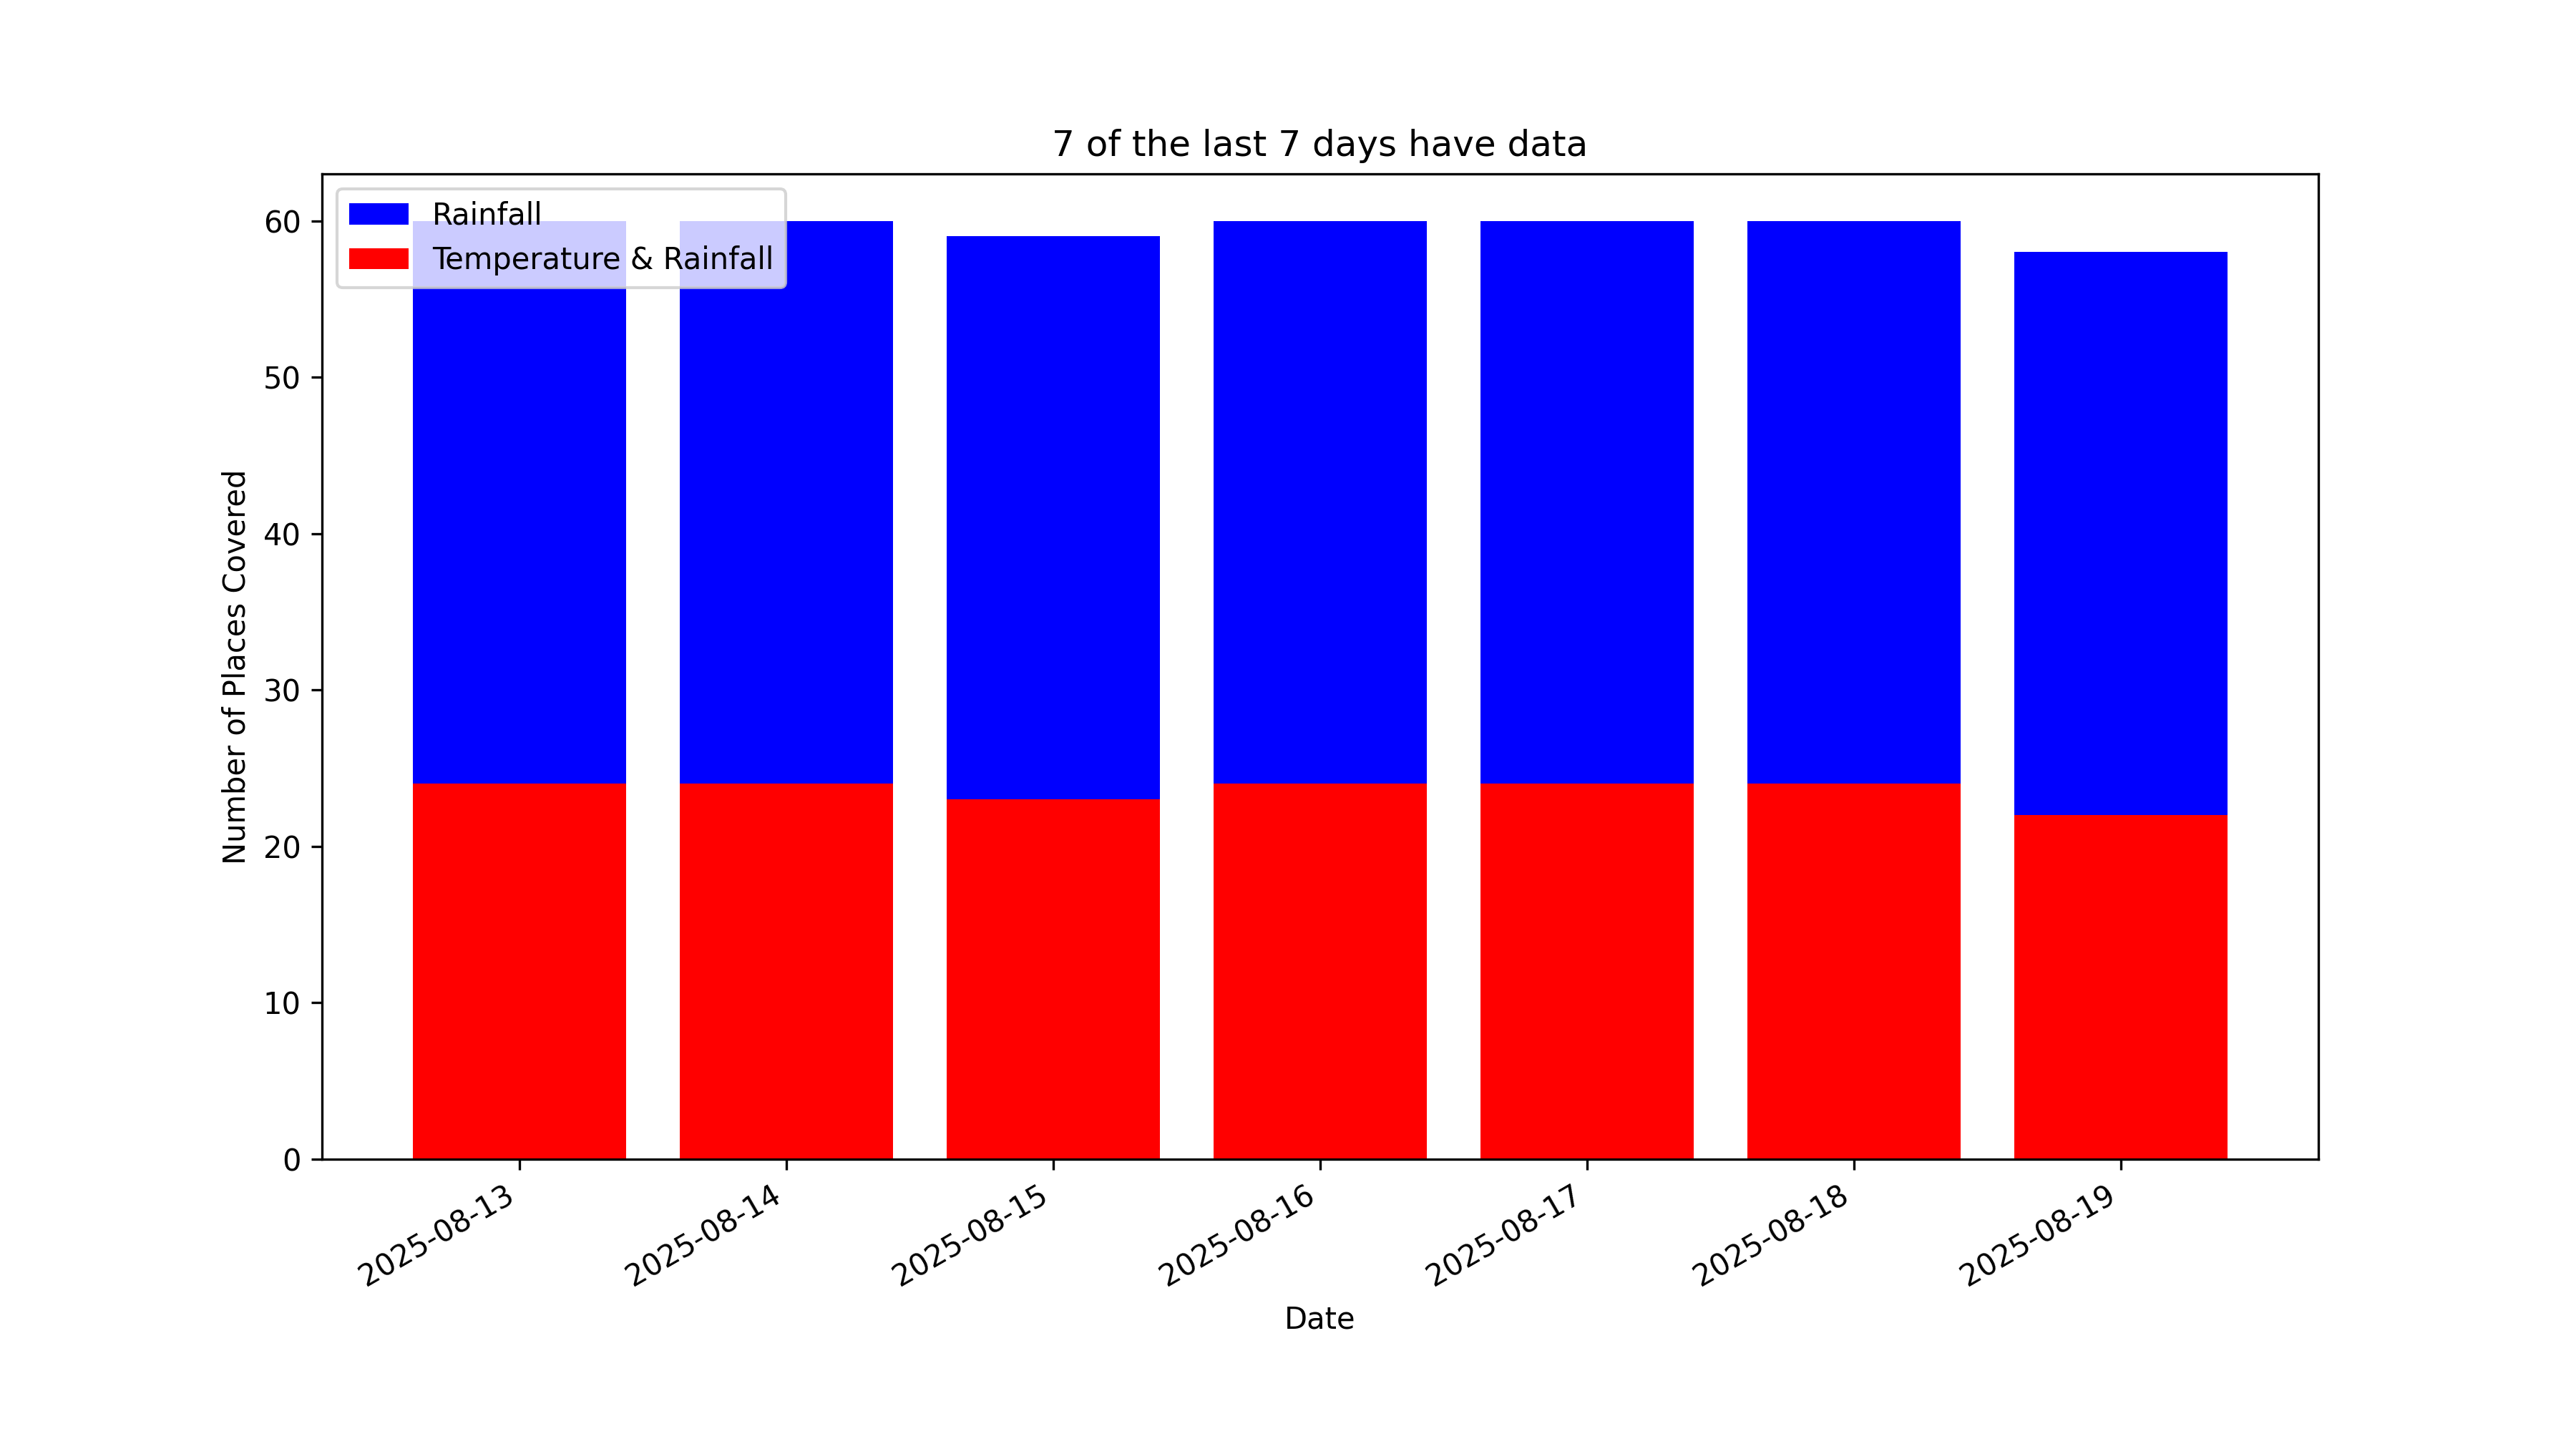 7 of the last 7 days have data
Rainfall
Temperature & Rainfall
60
50
40
30
20
10
0
Number of Places Covered
2025-08-13
2025-08-14
2025-08-15
2025-08-16
2025-08-17
2025-08-18
2025-08-19
Date